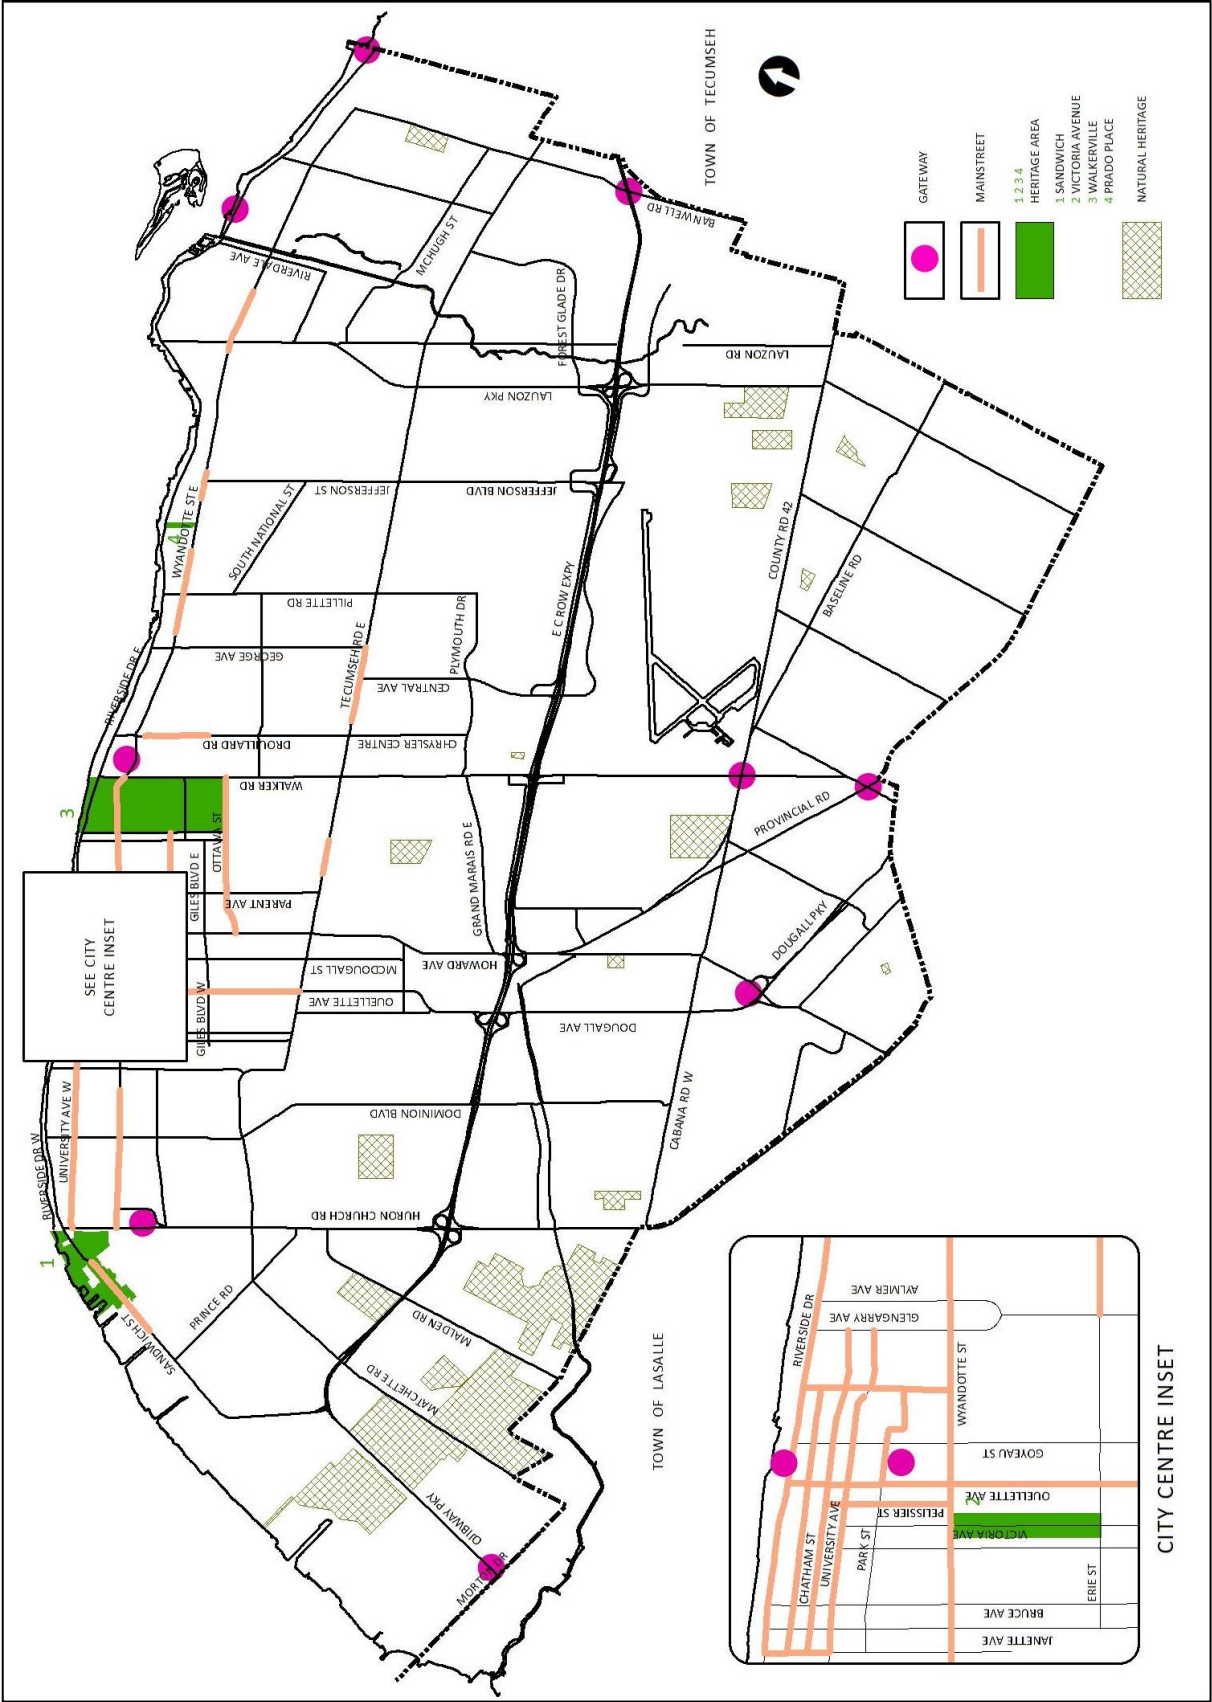 RIVERSIDE DR W
UNIVERSITY AVE W
1
SANDWICH ST
PRINCE RD
HURON CHURCH RD
MALDEN RD
MATCHETTE RD
OJIBWAY PKY
MORTON DR
DOMINION BLVD
CABANA RD W
SEE CITY
CENTRE INSET
GILES BLVD W
GILES BLVD E
OUELLETTE AVE
MCDOUGALL ST
HOWARD AVE
DOUGALL AVE
DOUGALL PKY
PARENT AVE
OTTAWA ST
GRAND MARAIS RD E
3
WALKER RD
DROUILLARD RD
CHRYSLER CENTRE
PROVINCIAL RD
RIVERSIDE DR E
GEORGE AVE
CENTRAL AVE
PLYMOUTH DR
TECUMSEH RD E
PILLETTE RD
E C ROW EXPY
WYANDOTTE ST E
4
SOUTH NATIONAL ST
JEFFERSON ST
JEFFERSON BLVD
COUNTY RD 42
BASELINE RD
LAUZON PKY
LAUZON RD
FOREST GLADE DR
RIVERDALE AVE
MCHUGH ST
BANWELL RD
TOWN OF TECUMSEH
TOWN OF LASALLE
GATEWAY
MAINSTREET
1 2 3 4
HERITAGE AREA
1 SANDWICH
2 VICTORIA AVENUE
3 WALKERVILLE
4 PRADO PLACE
NATURAL HERITAGE
RIVERSIDE DR
CHATHAM ST
UNIVERSITY AVE
PARK ST
PELISSIER ST
WYANDOTTE ST
GLENGARRY AVE
AYLMER AVE
GOYEAU ST
OUELLETTE AVE
2
VICTORIA AVE
ERIE ST
BRUCE AVE
JANETTE AVE
CITY CENTRE INSET